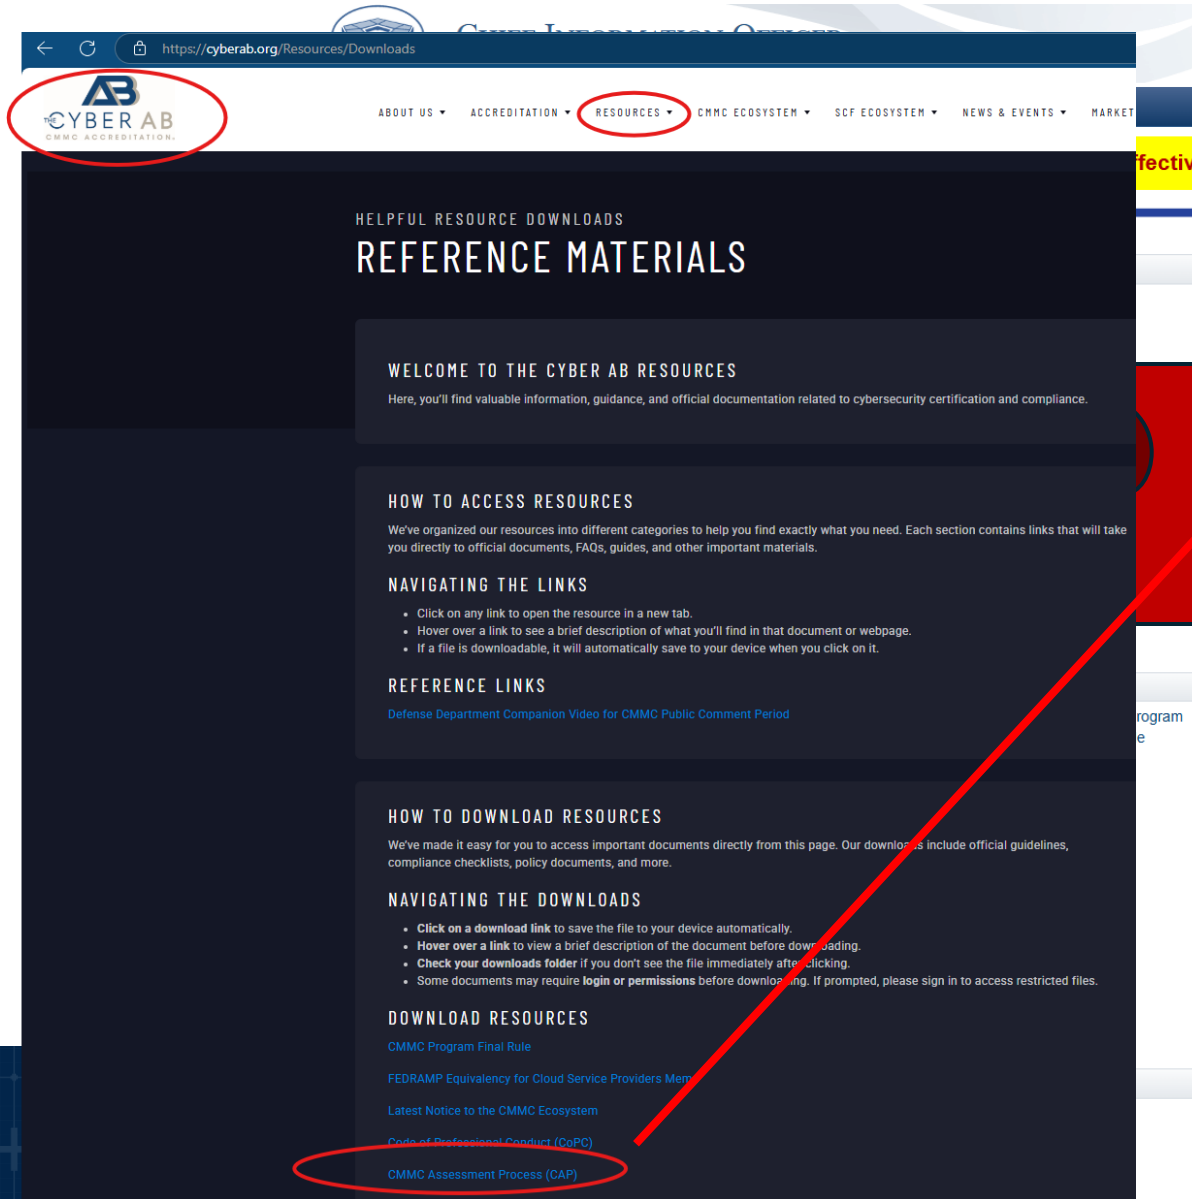 CHIEF INFORMATION OFFICER
https://cyberab.org/Resources/Downloads
AB
THE CYBER AB
CMMC ACCREDITATION
ABOUT US ACCREDITATION RESOURCES CMMC ECOSYSTEM SCF ECOSYSTEM NEWS & EVENTS MARKET
ffectiv
HELPFUL RESOURCE DOWNLOADS
REFERENCE MATERIALS
WELCOME TO THE CYBER AB RESOURCES
Here, you'll find valuable information, guidance, and official documentation related to cybersecurity certification and compliance.
HOW TO ACCESS RESOURCES
We've organized our resources into different categories to help you find exactly what you need. Each section contains links that will take
you directly to official documents, FAQs, guides, and other important materials.
NAVIGATING THE LINKS
• Click on any link to open the resource in a new tab.
• Hover over a link to see a brief description of what you'll find in that document or webpage.
• If a file is downloadable, it will automatically save to your device when you click on it.
REFERENCE LINKS
Defense Department Companion Video for CMMC Public Comment Period
rogram
e
HOW TO DOWNLOAD RESOURCES
We've made it easy for you to access important documents directly from this page. Our downloads include official guidelines,
compliance checklists, policy documents, and more.
NAVIGATING THE DOWNLOADS
• Click on a download link to save the file to your device automatically.
• Hover over a link to view a brief description of the document before downloading.
• Check your downloads folder if you don't see the file immediately after clicking.
• Some documents may require login or permissions before downloading. If prompted, please sign in to access restricted files.
DOWNLOAD RESOURCES
CMMC Program Final Rule
FEDRAMP Equivalency for Cloud Service Providers Mem
Latest Notice to the CMMC Ecosystem
Code of Professional Conduct (CoPC)
CMMC Assessment Process (CAP)